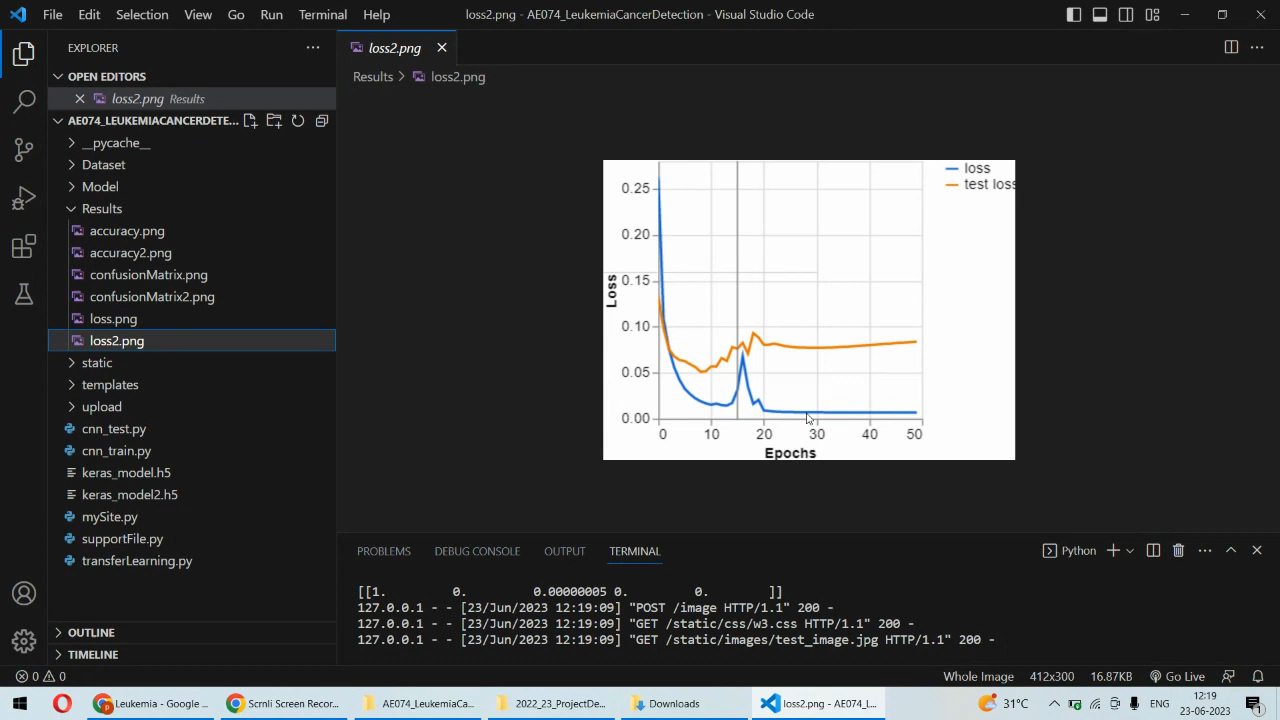 File Edit Selection View Go Run Terminal Help
loss2.png - AE074_LeukemiaCancerDetection - Visual Studio Code
EXPLORER
OPEN EDITORS
loss2.png Results
AE074_LEUKEMIACANCERDETE...
__pycache__
Dataset
Model
Results
accuracy.png
accuracy2.png
confusionMatrix.png
confusionMatrix2.png
loss.png
loss2.png
static
templates
upload
cnn_test.py
cnn_train.py
keras_model.h5
keras_model2.h5
mySite.py
supportFile.py
transferLearning.py
OUTLINE
TIMELINE
loss2.png
Results > loss2.png
loss
test loss
0.25
0.20
0.15
0.10
0.05
0.00
Loss
0 10 20 30 40 50
Epochs
PROBLEMS DEBUG CONSOLE OUTPUT TERMINAL
Python
[[1. 0. 0.00000005 0. 0. ]]
127.0.0.1 - - [23/Jun/2023 12:19:09] "POST /image HTTP/1.1" 200 -
127.0.0.1 - - [23/Jun/2023 12:19:09] "GET /static/css/w3.css HTTP/1.1" 200 -
127.0.0.1 - - [23/Jun/2023 12:19:09] "GET /static/images/test_image.jpg HTTP/1.1" 200 -
0 0
Whole Image 412x300 16.87KB Go Live
Leukemia - Google ...
Scrnli Screen Recor...
AE074_LeukemiaCa...
2022_23ProjectDe...
Downloads
loss2.png - AE074_L...
31°C
12:19
23-06-2023
1